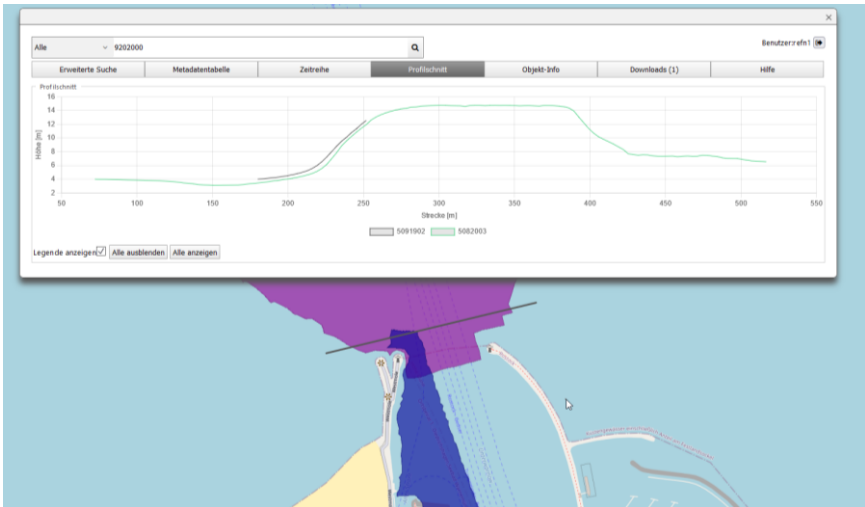 ×
Alle 9202000
Benutzer:refn1
Erweiterte Suche Metadatentabelle Zeitreihe Profilschnitt Objekt-Info Downloads (1) Hilfe
Profilschnitt
16
14
12
10
8
6
4
2
Höhe [m]
50 100 150 200 250 300 350 400 450 500 550
Strecke [m]
5091902 5082003
Legende anzeigen Alle ausblenden Alle anzeigen